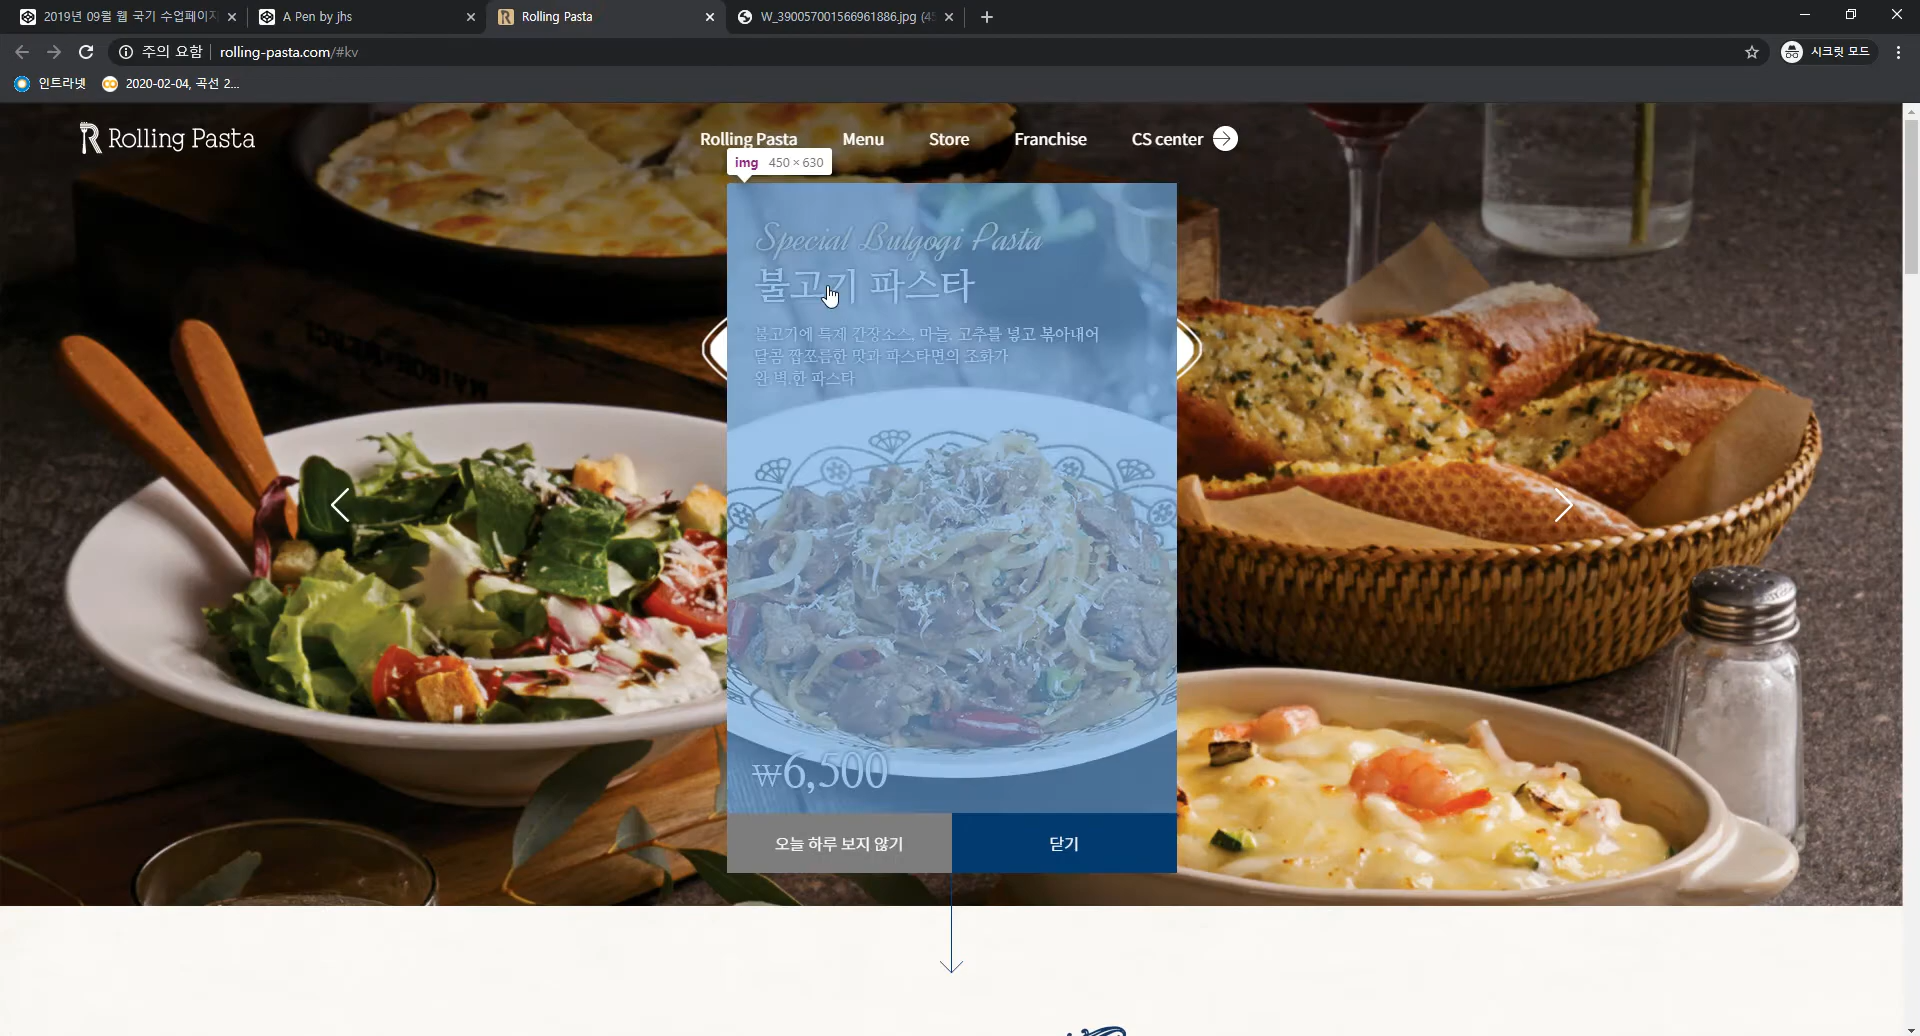 2019년 09월 웹 국기 수업페이지
A Pen by jhs
Rolling Pasta
W_390057001566961886.jpg (45
주의 요함
rolling-pasta.com/#kv
시크릿 모드
인트라넷
2020-02-04, 곡선 2...
Rolling Pasta
Rolling Pasta
Menu
Store
Franchise
CS center
img 450 × 630
Special Bulgogi Pasta
불고기 파스타
불고기에 특제 간장소스, 마늘, 고추를 넣고 볶아내어
달콤 짭쪼름한 맛과 파스타면의 조화가
완벽한 파스타
₩6,500
오늘 하루 보지 않기
닫기